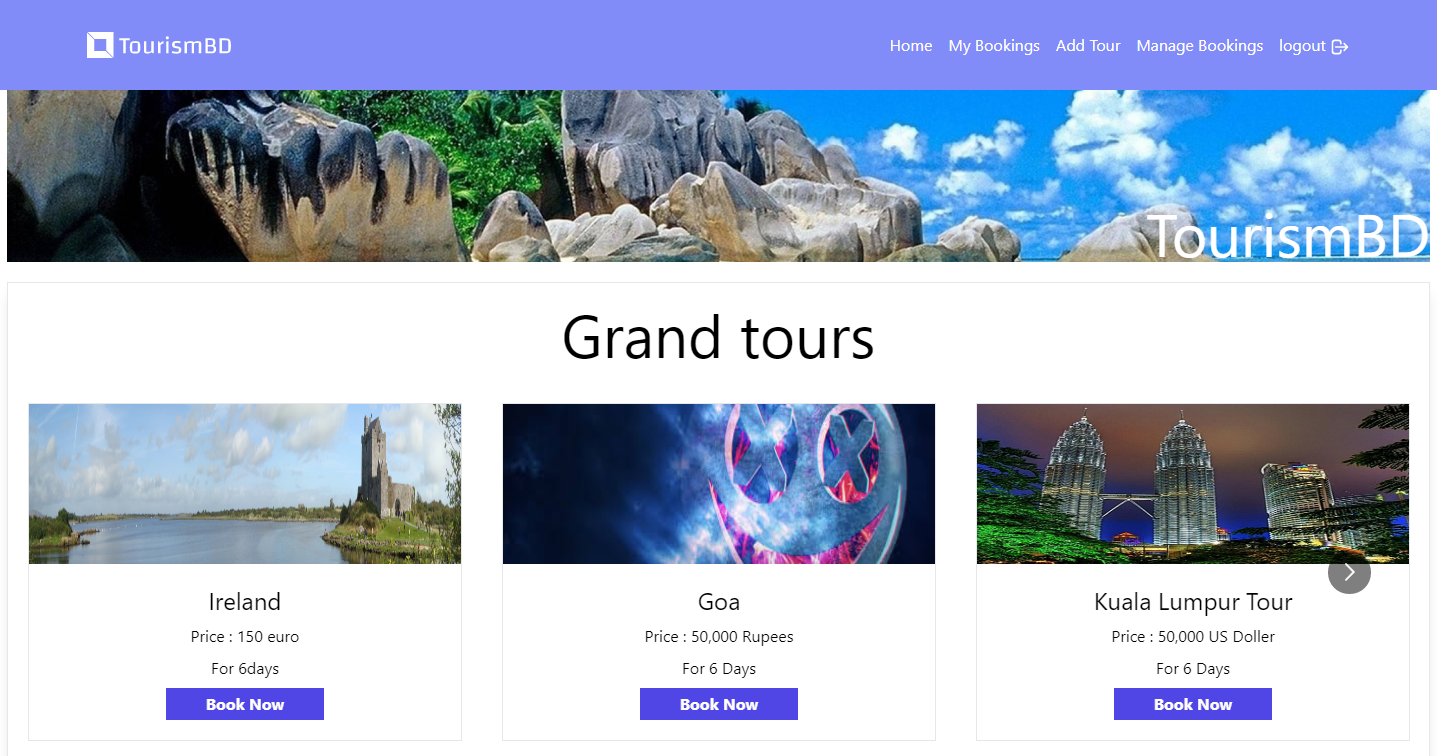 TourismBD
Home My Bookings Add Tour Manage Bookings logout
TourismBD
Grand tours
Ireland
Price : 150 euro
For 6days
Book Now
Goa
Price : 50,000 Rupees
For 6 Days
Book Now
Kuala Lumpur Tour
Price : 50,000 US Doller
For 6 Days
Book Now